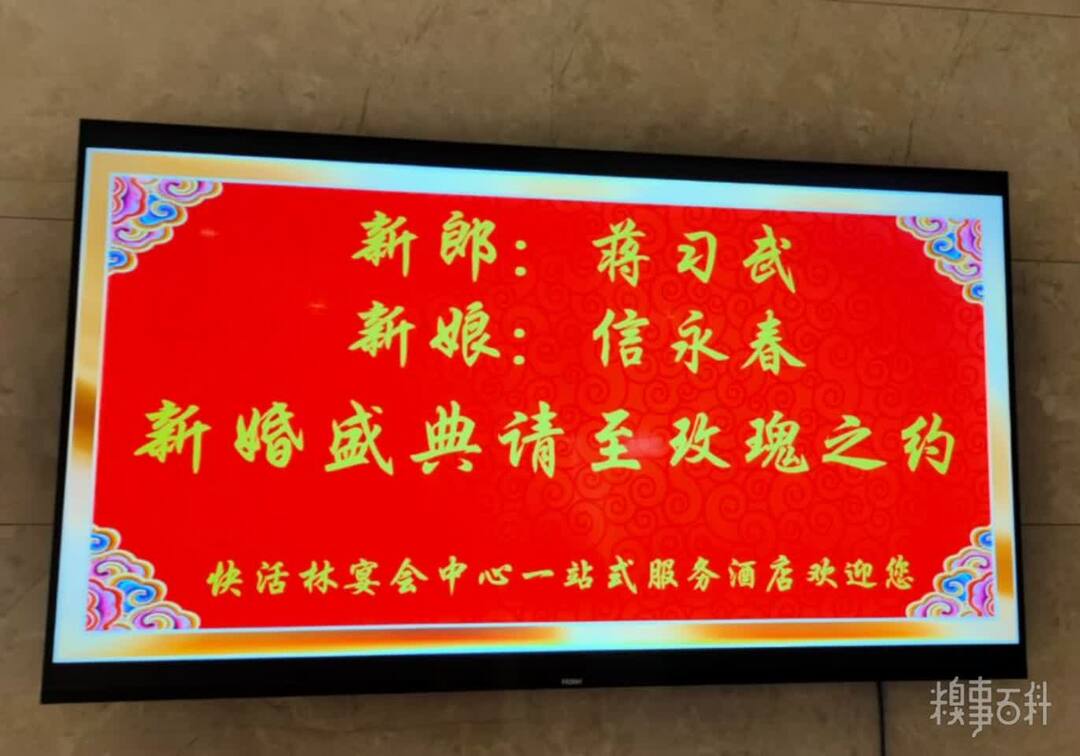 新郎：蒋习武
新娘：信永春
新婚盛典请至玫瑰之约
快活林宴会中心一站式服务酒店欢迎您
Haier
糗事百科